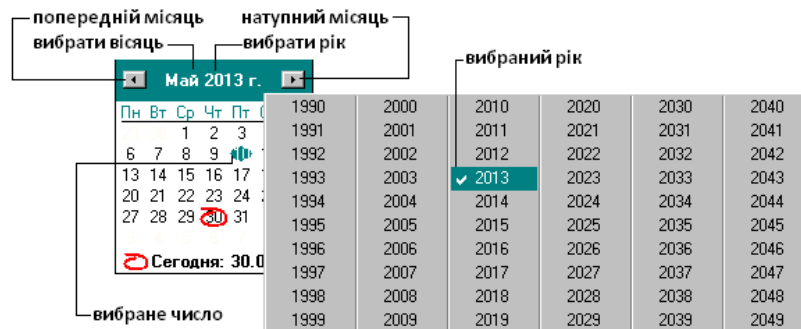 попередній місяць натупний місяць
вибрати вісяць вибрати рік
вибраний рік
Май 2013 г.
Пн Вт Ср Чт Пт
1 2 3
6 7 8 9
13 14 15 16 17
20 21 22 23 24
27 28 29 30 31
Сегодня: 30.0
вибране число
1990 2000 2010 2020 2030 2040
1991 2001 2011 2021 2031 2041
1992 2002 2012 2022 2032 2042
1993 2003 2013 2023 2033 2043
1994 2004 2014 2024 2034 2044
1995 2005 2015 2025 2035 2045
1996 2006 2016 2026 2036 2046
1997 2007 2017 2027 2037 2047
1998 2008 2018 2028 2038 2048
1999 2009 2019 2029 2039 2049